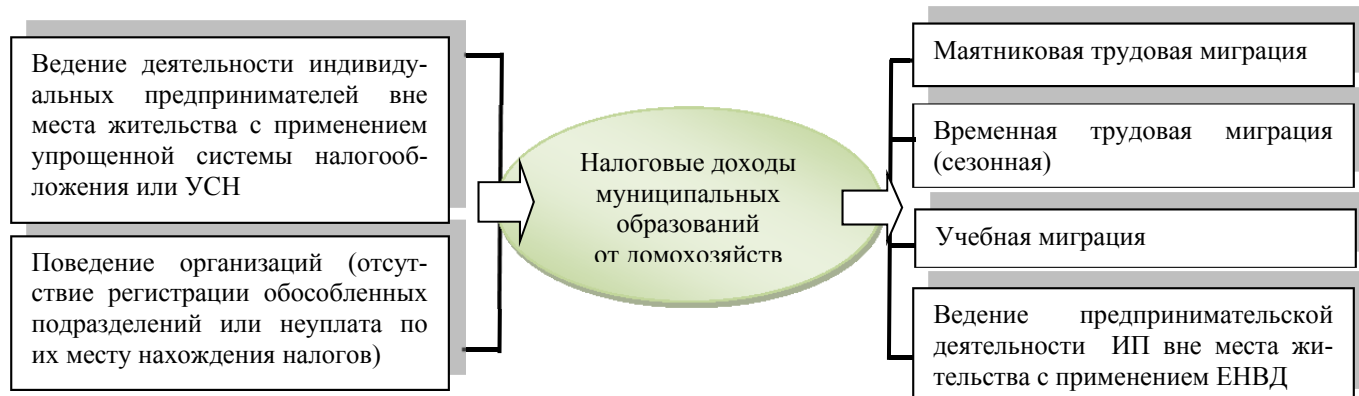 Ведение деятельности индивиду-
альных предпринимателей вне
места жительства с применением
упрощенной системы налогооб-
ложения или УСН
Поведение организаций (отсут-
ствие регистрации обособленных
подразделений или неуплата по
их месту нахождения налогов)
Налоговые доходы
муниципальных
образований
от домохозяйств
Маятниковая трудовая миграция
Временная трудовая миграция
(сезонная)
Учебная миграция
Ведение предпринимательской
деятельности ИП вне места жи-
тельства с применением ЕНВД